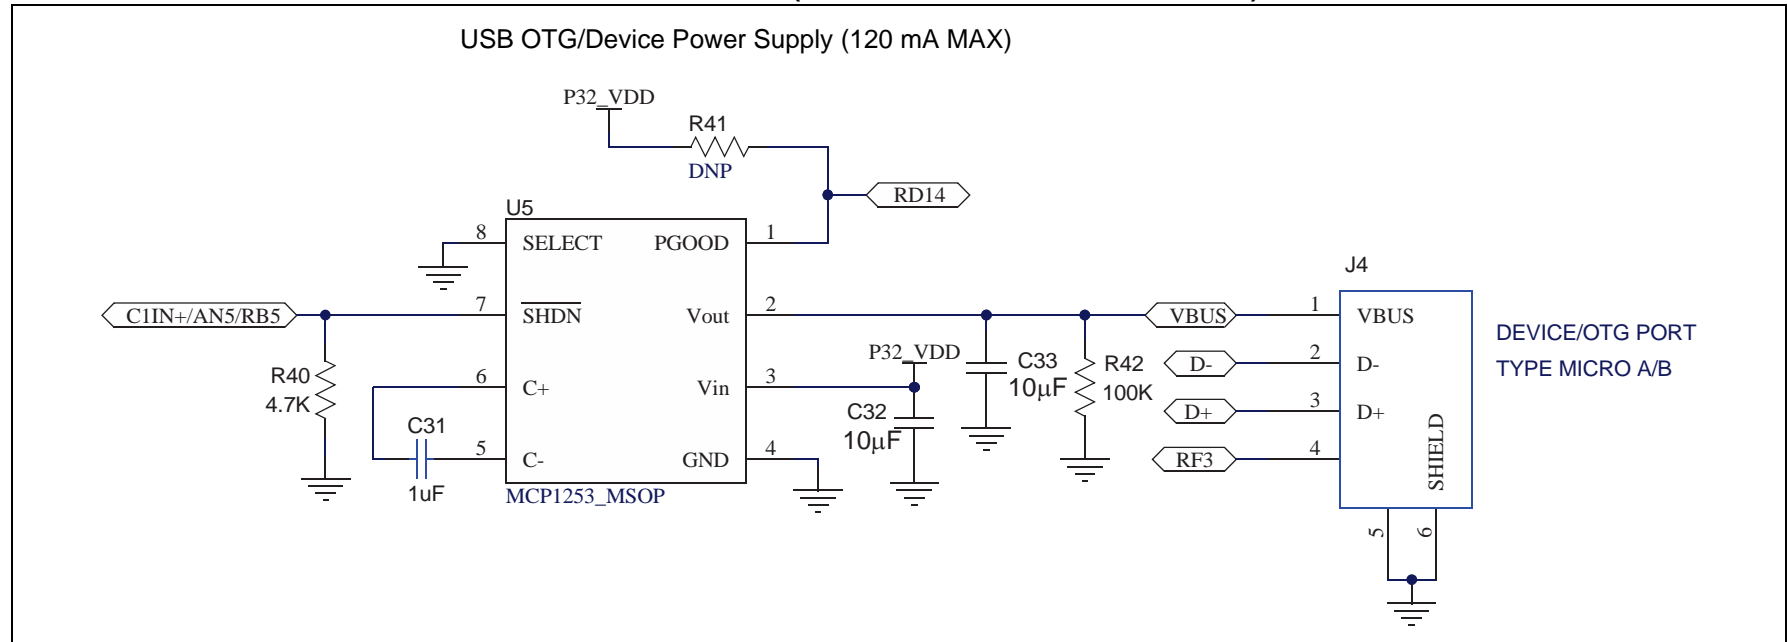 USB OTG/Device Power Supply (120 mA MAX)
P32_VDD
R41
DNP
RD14
U5
8 SELECT PGOOD 1
J4
C1IN+/AN5/RB5 7 SHDN Vout 2 VBUS 1 VBUS
DEVICE/OTG PORT
TYPE MICRO A/B
R40
4.7K
6 C+ Vin 3
P32_VDD
C33
10µF
R42
100K
D- 2 D-
C32
10µF
D+ 3 D+
C31
1uF
5 C- GND 4
RF3 4
SHIELD
MCP1253_MSOP
5 6